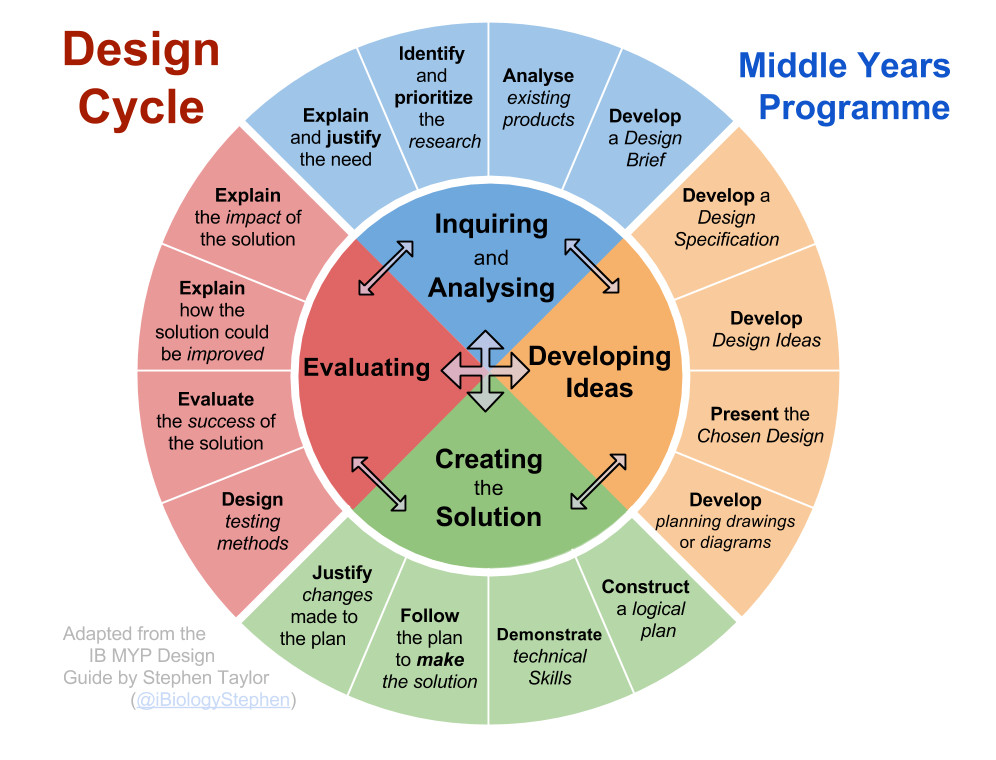 Design
Cycle
Middle Years
Programme
Explain
and justify
the need
Identify
and
prioritize
the
research
Analyse
existing
products
Develop
a Design
Brief
Develop a
Design
Specification
Develop
Design Ideas
Present the
Chosen Design
Develop
planning drawings
or diagrams
Construct
a logical
plan
Demonstrate
technical
Skills
Follow
the plan
to make
the solution
Justify
changes
made to
the plan
Design
testing
methods
Evaluate
the success of
the solution
Explain
how the
solution could
be improved
Explain
the impact of
the solution
Inquiring
and
Analysing
Developing
Ideas
Creating
the
Solution
Evaluating
Adapted from the
IB MYP Design
Guide by Stephen Taylor
(@iBiologyStephen)